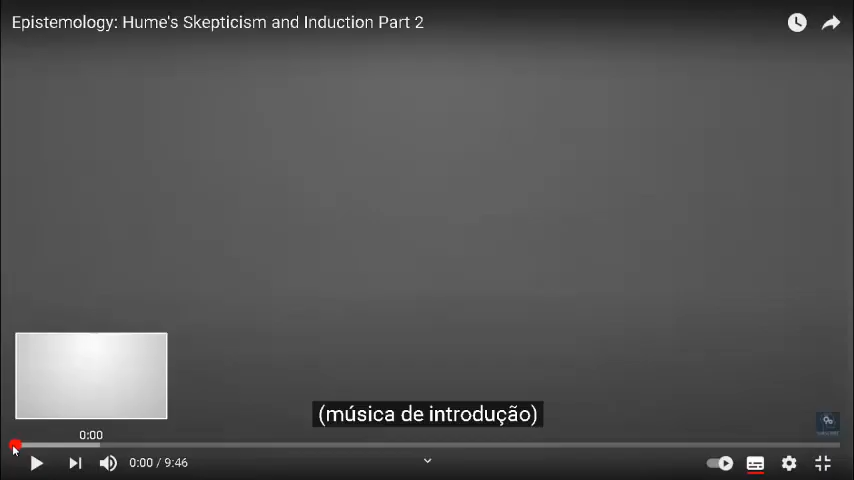 Epistemology: Hume's Skepticism and Induction Part 2
(música de introdução)
0:00
0:00 / 9:46